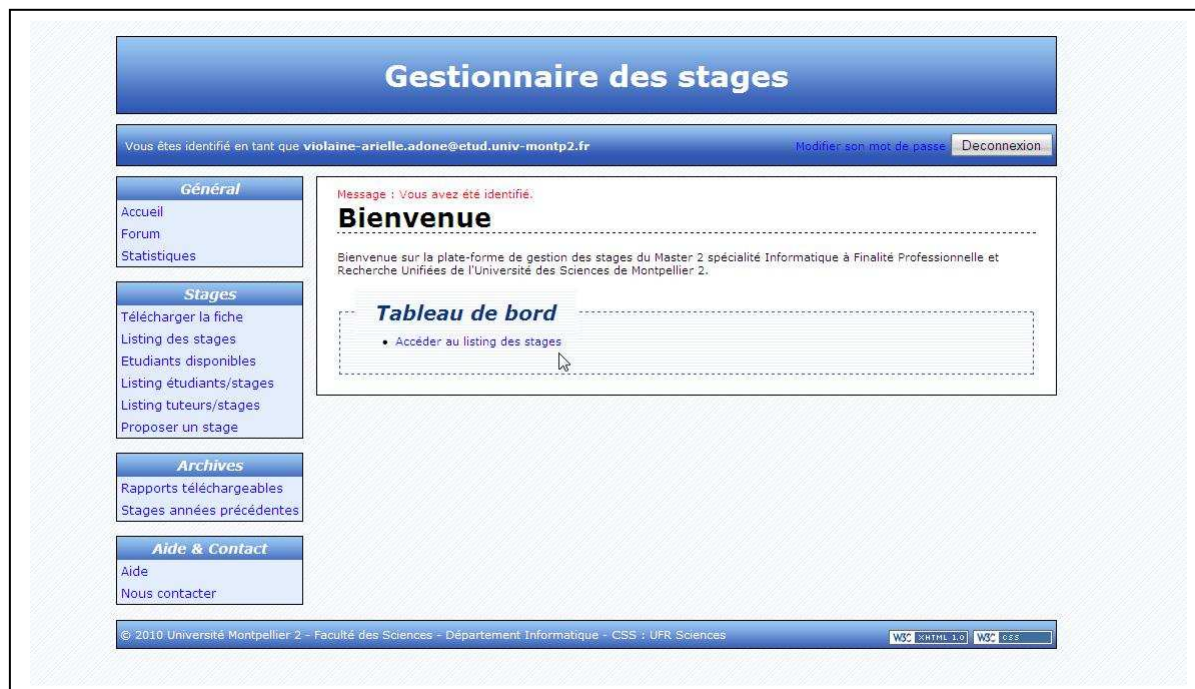 Gestionnaire des stages
Vous êtes identifié en tant que violaine-arielle.adone@etud.univ-montp2.fr
Modifier son mot de passe
Deconnexion
Général
Accueil
Forum
Statistiques
Stages
Télécharger la fiche
Listing des stages
Etudiants disponibles
Listing étudiants/stages
Listing tuteurs/stages
Proposer un stage
Archives
Rapports téléchargeables
Stages années précédentes
Aide & Contact
Aide
Nous contacter
Message : Vous avez été identifié.
Bienvenue
Bienvenue sur la plate-forme de gestion des stages du Master 2 spécialité Informatique à Finalité Professionnelle et
Recherche Unifiées de l'Université des Sciences de Montpellier 2.
Tableau de bord
Accéder au listing des stages
© 2010 Université Montpellier 2 - Faculté des Sciences - Département Informatique - CSS : UFR Sciences
W3C XHTML 1.0
W3C CSS